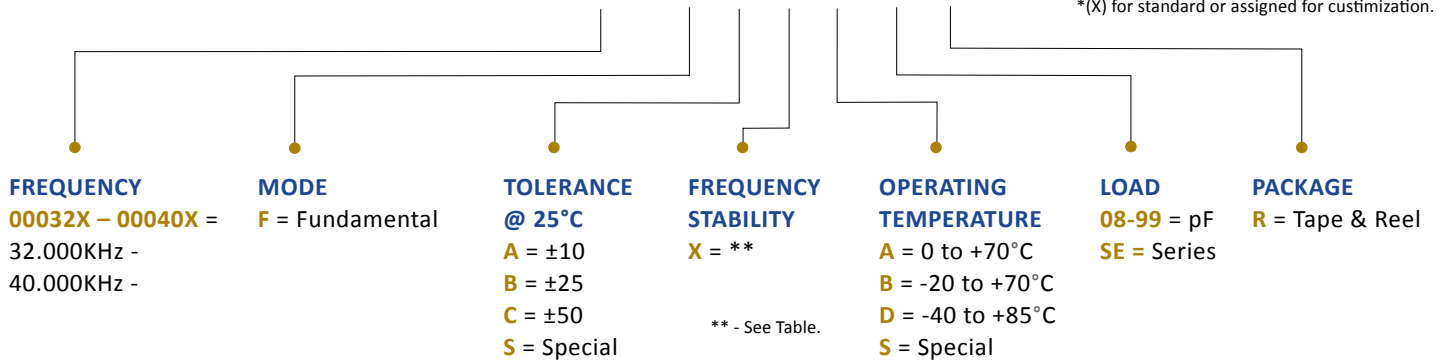 *(X) for standard or assigned for custimization.
FREQUENCY
00032X – 00040X =
32.000KHz -
40.000KHz -
MODE
F = Fundamental
TOLERANCE
@ 25°C
A = ±10
B = ±25
C = ±50
S = Special
FREQUENCY
STABILITY
X = **
** - See Table.
OPERATING
TEMPERATURE
A = 0 to +70°C
B = -20 to +70°C
D = -40 to +85°C
S = Special
LOAD
08-99 = pF
SE = Series
PACKAGE
R = Tape & Reel